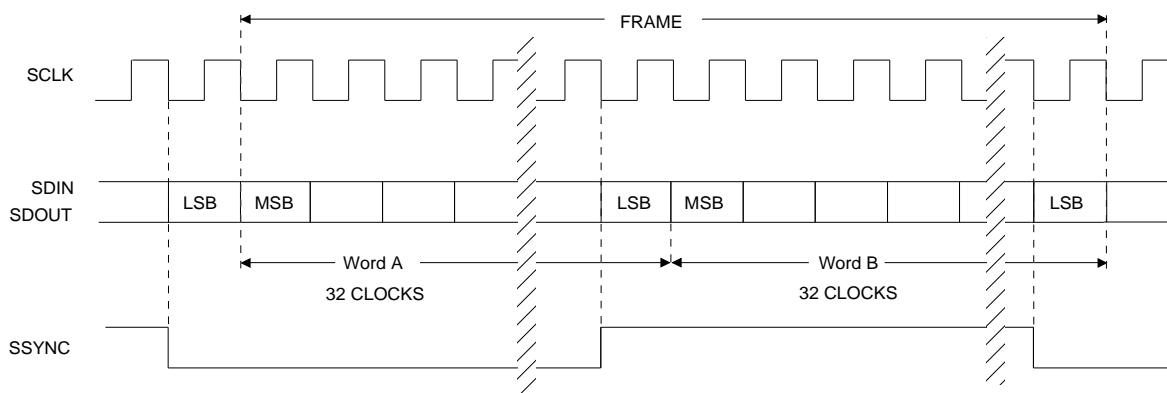 FRAME
SCLK
SDIN
SDOUT
LSB MSB LSB MSB LSB
Word A Word B
32 CLOCKS 32 CLOCKS
SSYNC